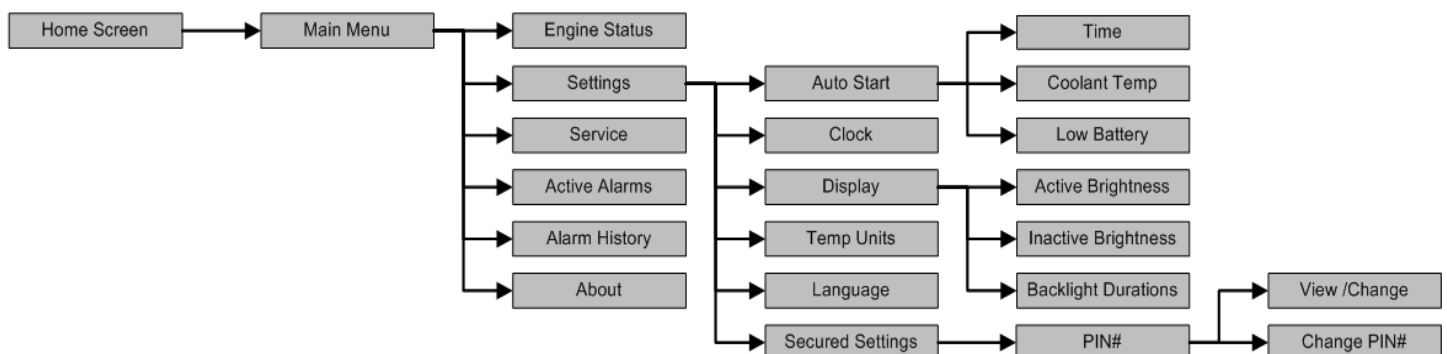 Home Screen
Main Menu
Engine Status
Time
Settings
Auto Start
Coolant Temp
Service
Clock
Low Battery
Active Alarms
Display
Active Brightness
Alarm History
Temp Units
Inactive Brightness
About
Language
Backlight Durations
View /Change
Secured Settings
PIN#
Change PIN#